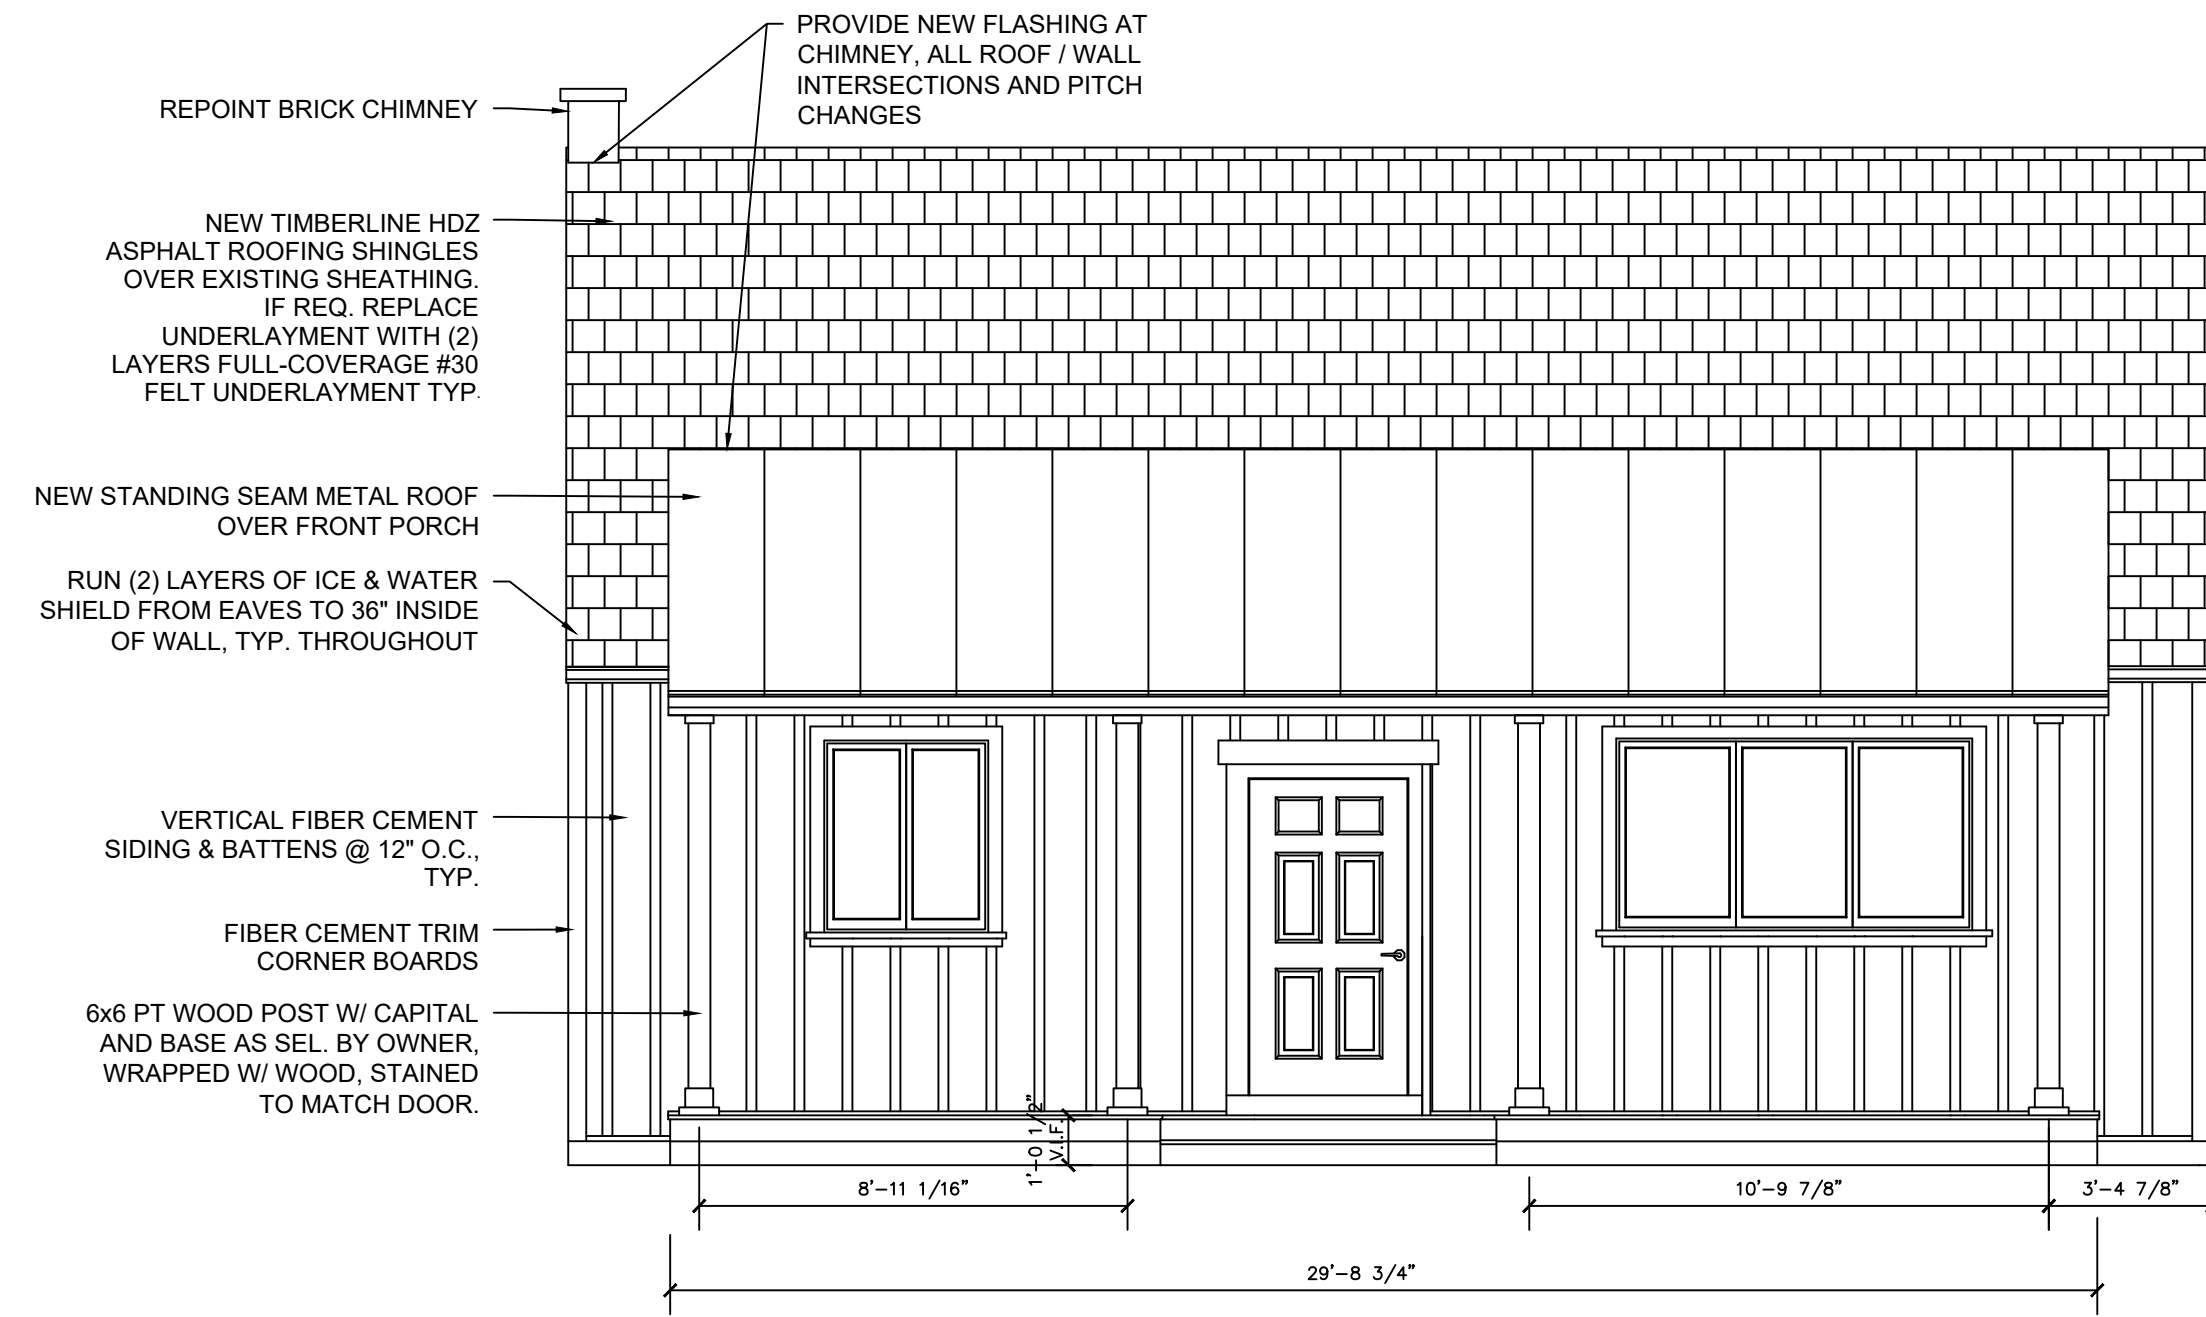 PROVIDE NEW FLASHING AT
CHIMNEY, ALL ROOF / WALL
INTERSECTIONS AND PITCH
CHANGES
REPOINT BRICK CHIMNEY
NEW TIMBERLINE HDZ
ASPHALT ROOFING SHINGLES
OVER EXISTING SHEATHING.
IF REQ. REPLACE
UNDERLAYMENT WITH (2)
LAYERS FULL-COVERAGE #30
FELT UNDERLAYMENT TYP.
NEW STANDING SEAM METAL ROOF
OVER FRONT PORCH
RUN (2) LAYERS OF ICE & WATER
SHIELD FROM EAVES TO 36" INSIDE
OF WALL, TYP. THROUGHOUT
VERTICAL FIBER CEMENT
SIDING & BATTENS @ 12" O.C.,
TYP.
FIBER CEMENT TRIM
CORNER BOARDS
6x6 PT WOOD POST W/ CAPITAL
AND BASE AS SEL. BY OWNER,
WRAPPED W/ WOOD, STAINED
TO MATCH DOOR.
1'-0 1/2"
V.I.F.
8'-11 1/16"
10'-9 7/8"
3'-4 7/8"
29'-8 3/4"